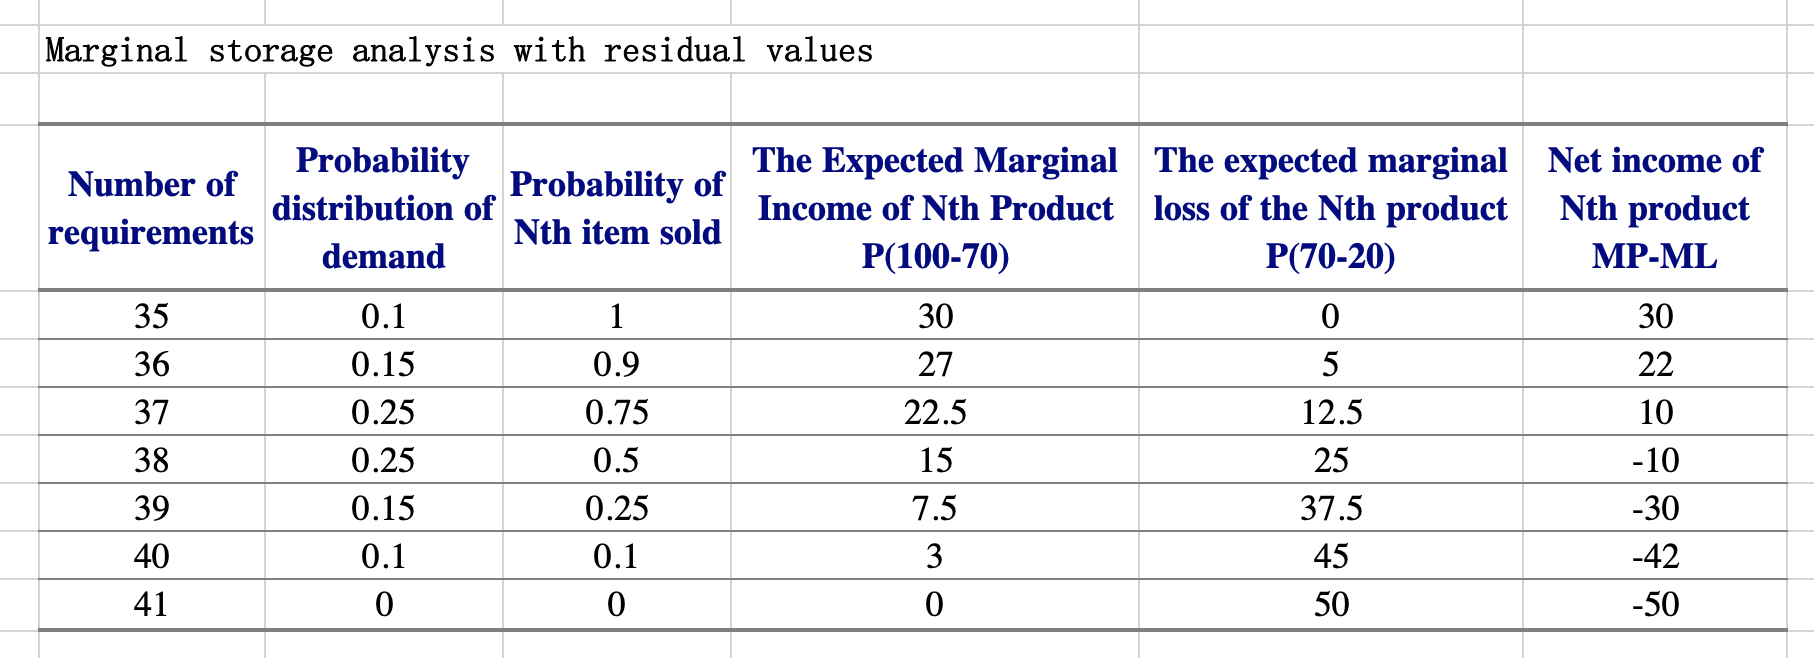 Marginal storage analysis with residual values
Number of requirements | Probability distribution of demand | Probability of Nth item sold | The Expected Marginal Income of Nth Product P(100-70) | The expected marginal loss of the Nth product P(70-20) | Net income of Nth product MP-ML
35 0.1 1 30 0 30
36 0.15 0.9 27 5 22
37 0.25 0.75 22.5 12.5 10
38 0.25 0.5 15 25 -10
39 0.15 0.25 7.5 37.5 -30
40 0.1 0.1 3 45 -42
41 0 0 0 50 -50